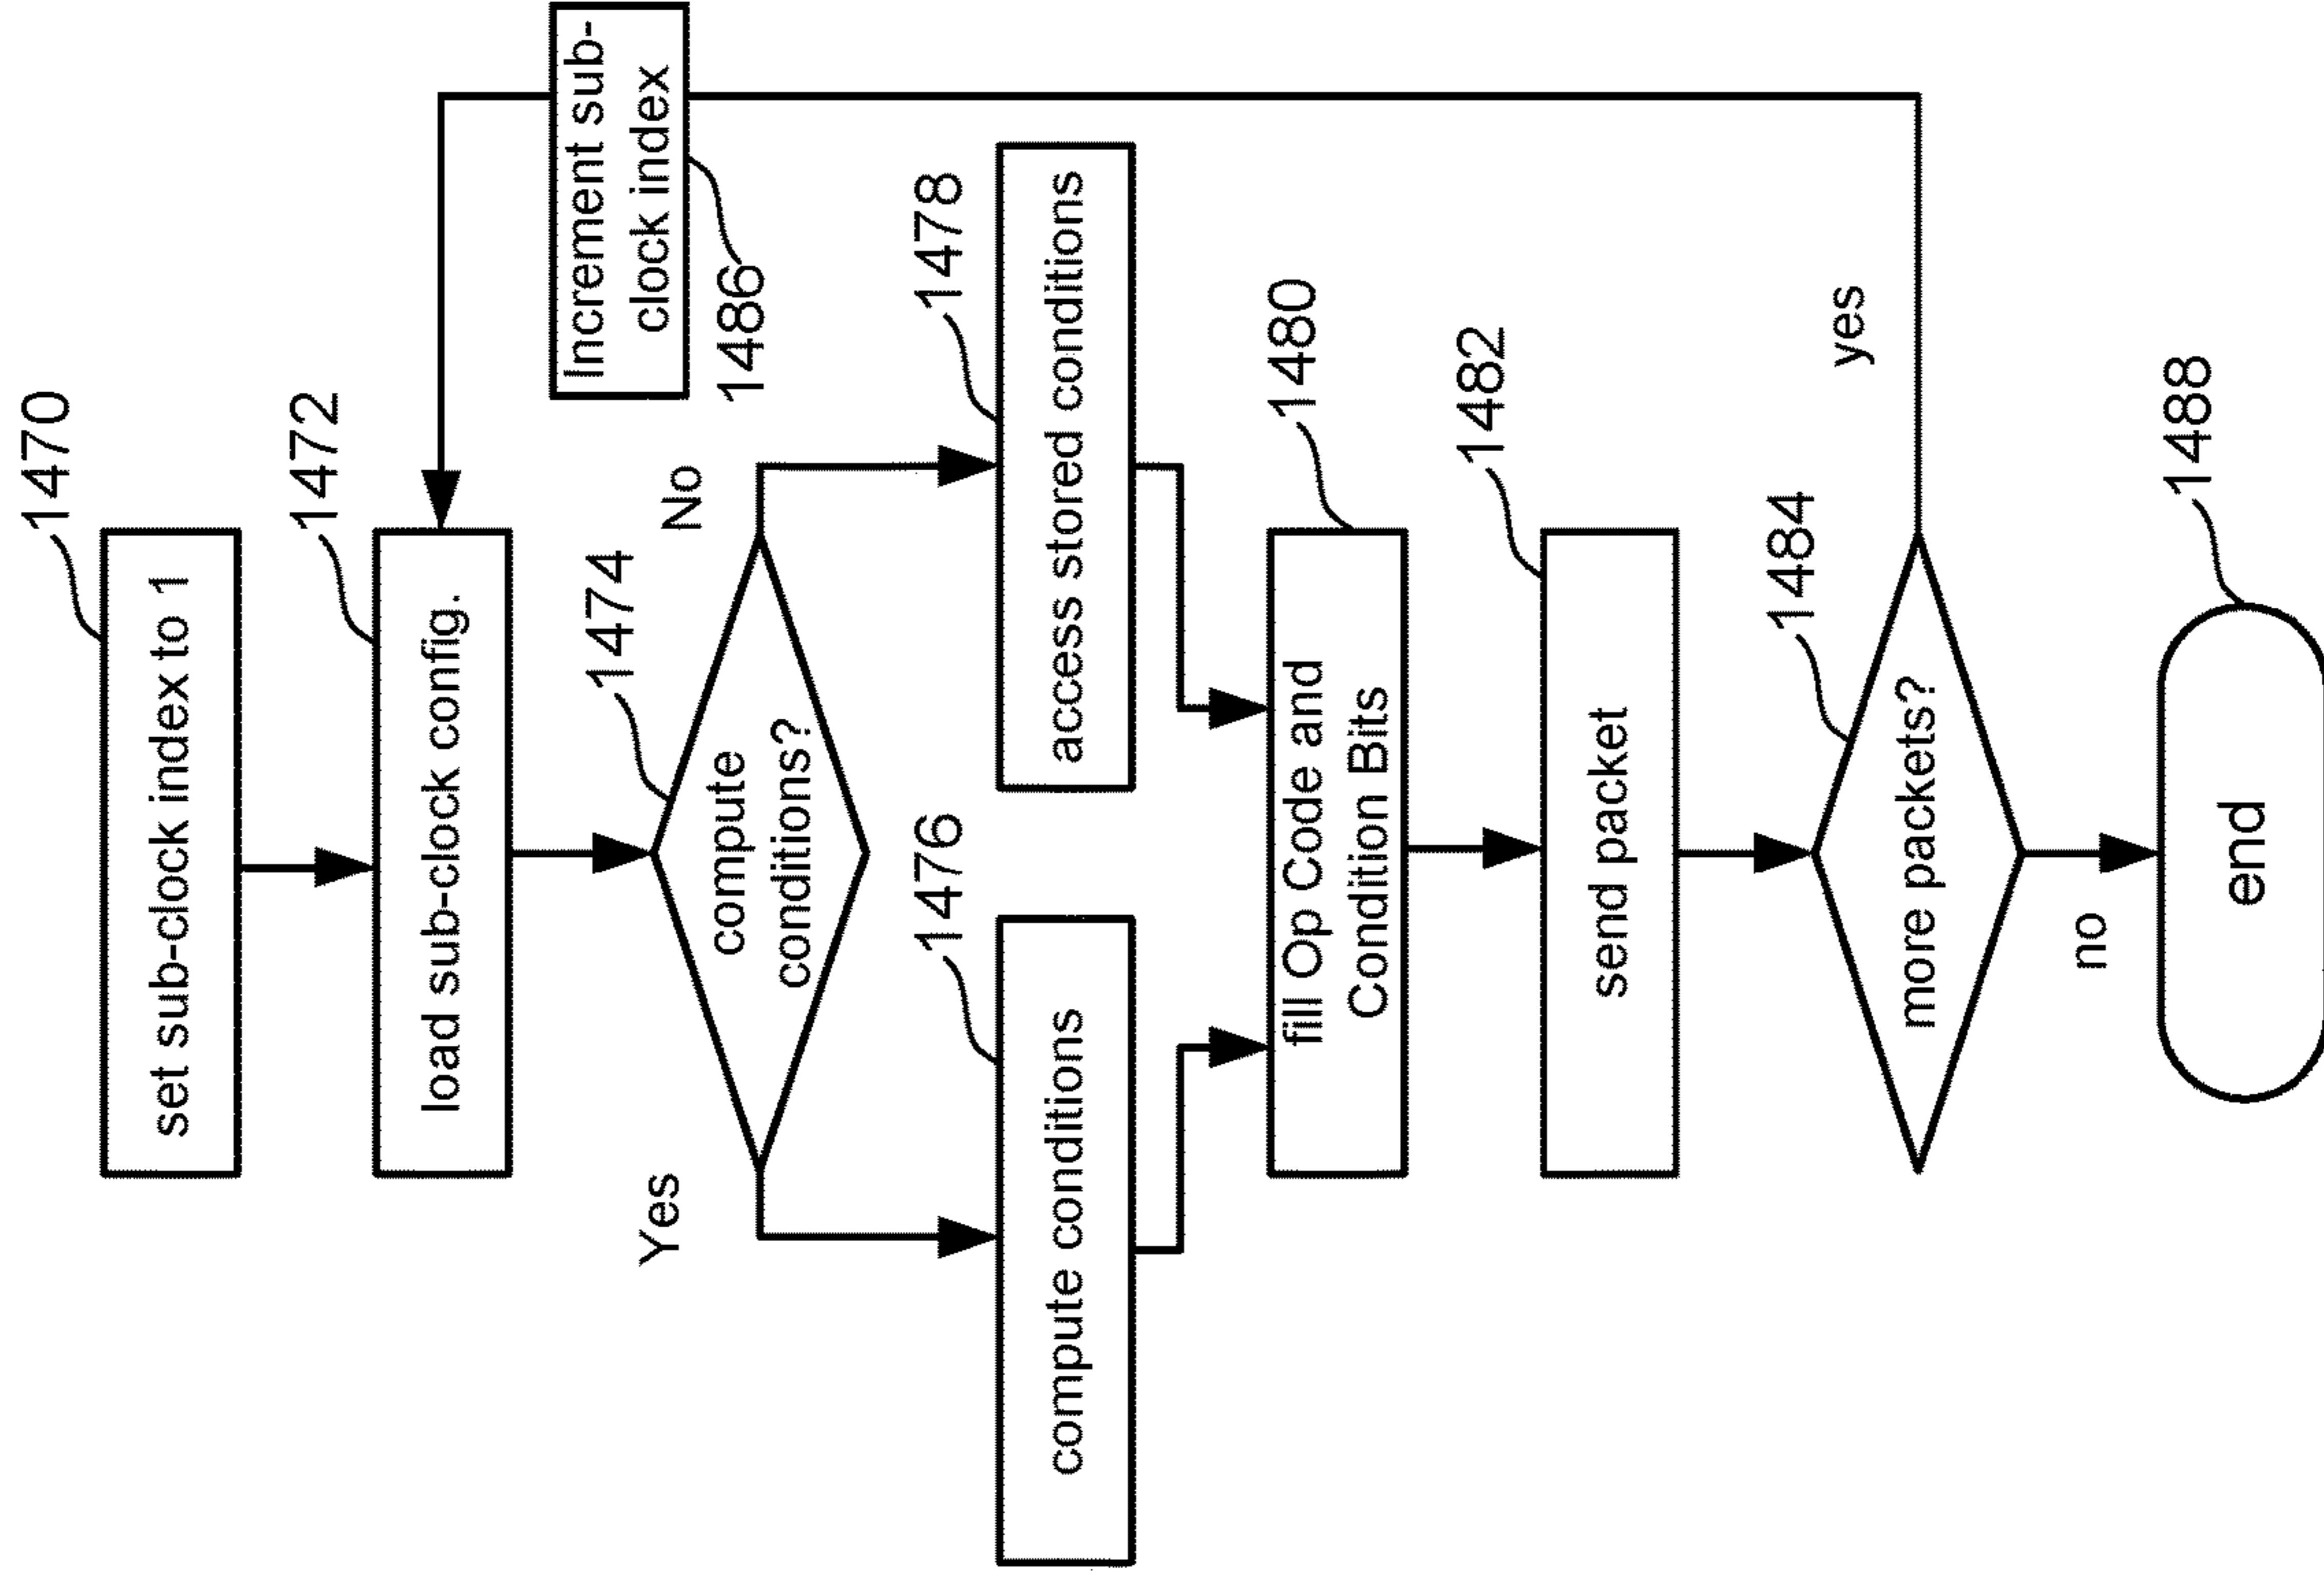 1470
set sub-clock index to 1
1472
load sub-clock config.
1474
compute
conditions?
Yes
No
Increment sub-
clock index
1486
1476
compute conditions
1478
access stored conditions
1480
fill Op Code and
Condition Bits
1482
send packet
1484
more packets?
yes
no
1488
end